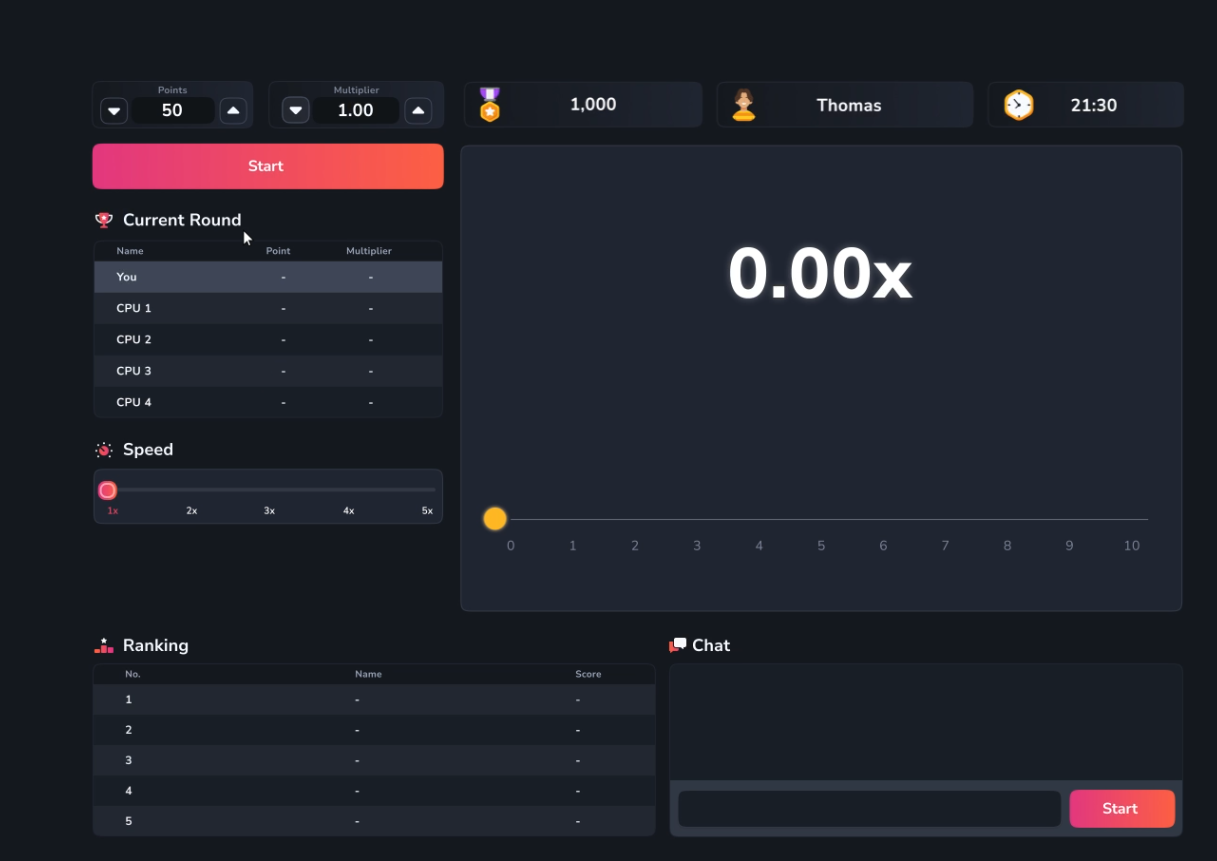 Points
50
Multiplier
1.00
1,000
Thomas
21:30
Start
Current Round
Name Point Multiplier
You - -
CPU 1 - -
CPU 2 - -
CPU 3 - -
CPU 4 - -
Speed
1x 2x 3x 4x 5x
0.00x
0 1 2 3 4 5 6 7 8 9 10
Ranking
No. Name Score
1 - -
2 - -
3 - -
4 - -
5 - -
Chat
Start